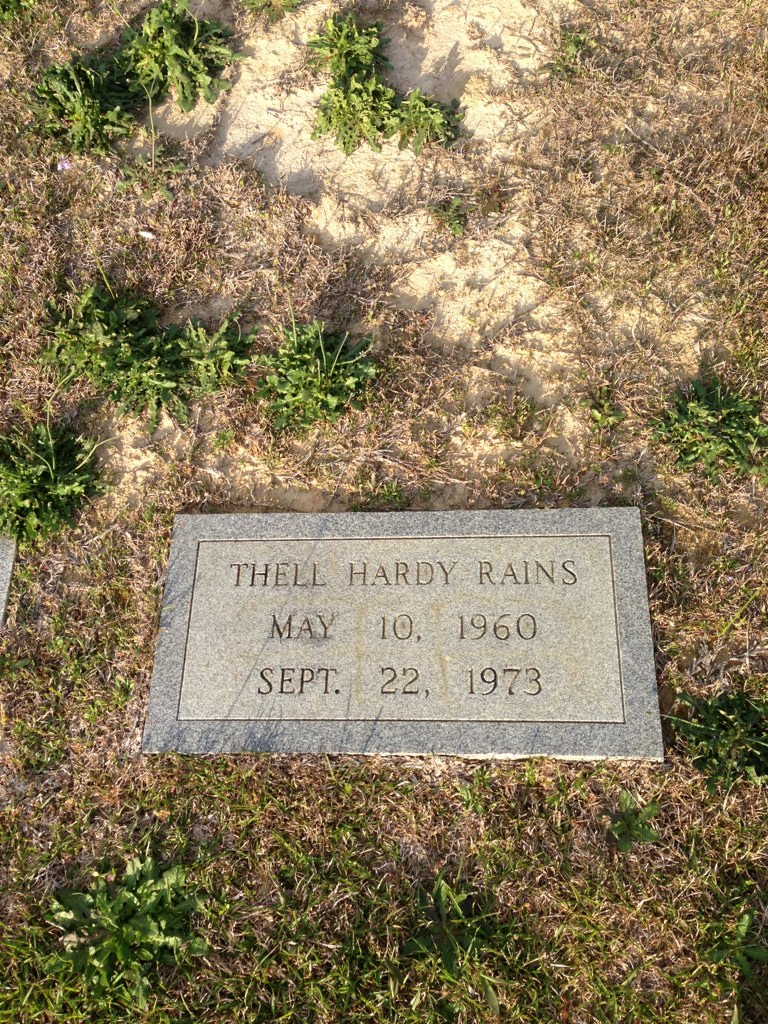 THELL HARDY RAINS
MAY 10, 1960
SEPT. 22, 1973